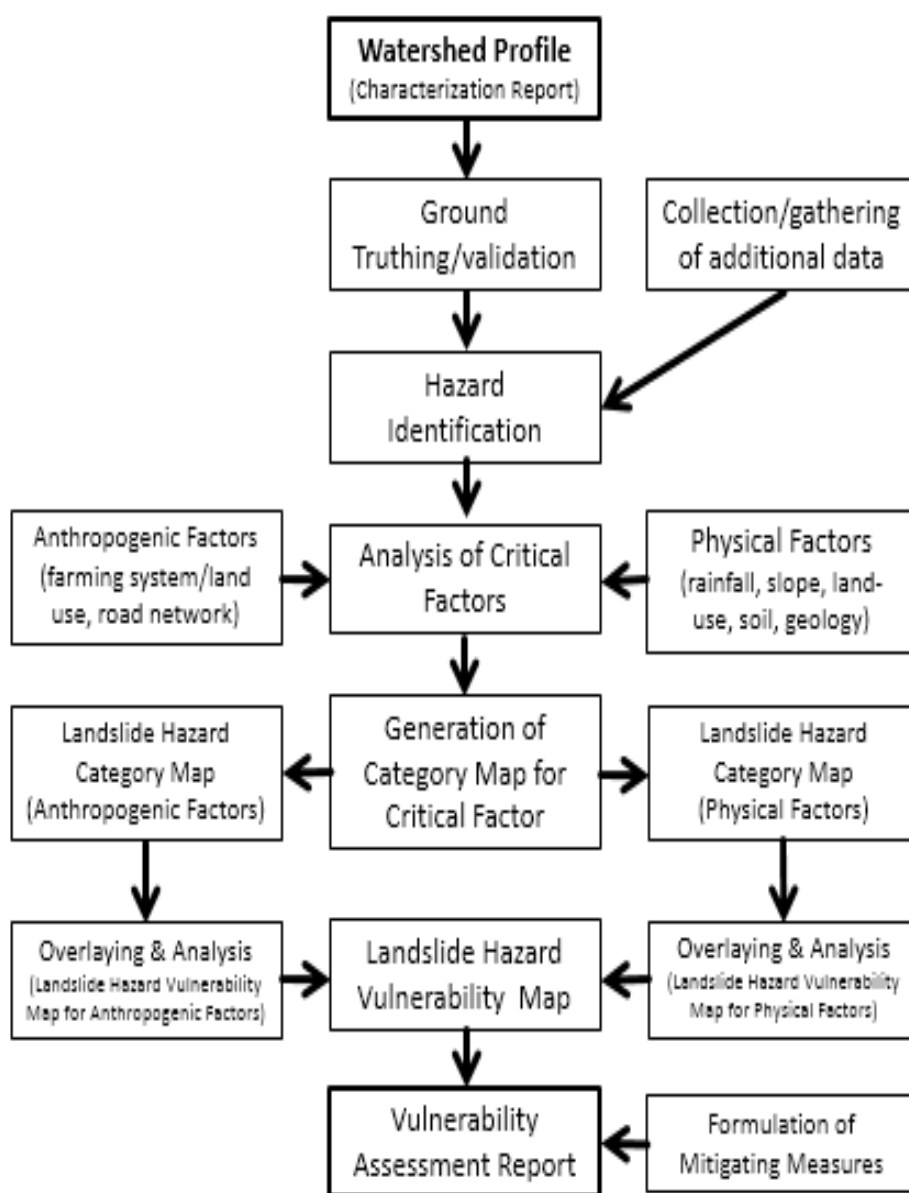 Watershed Profile
(Characterization Report)
Ground
Truthing/validation
Collection/gathering
of additional data
Hazard
Identification
Anthropogenic Factors
(farming system/land
use, road network)
Analysis of Critical
Factors
Physical Factors
(rainfall, slope, land-
use, soil, geology)
Landslide Hazard
Category Map
(Anthropogenic Factors)
Generation of
Category Map for
Critical Factor
Landslide Hazard
Category Map
(Physical Factors)
Overlaying & Analysis
(Landslide Hazard Vulnerability
Map for Anthropogenic Factors)
Landslide Hazard
Vulnerability Map
Overlaying & Analysis
(Landslide Hazard Vulnerability
Map for Physical Factors)
Vulnerability
Assessment Report
Formulation of
Mitigating Measures